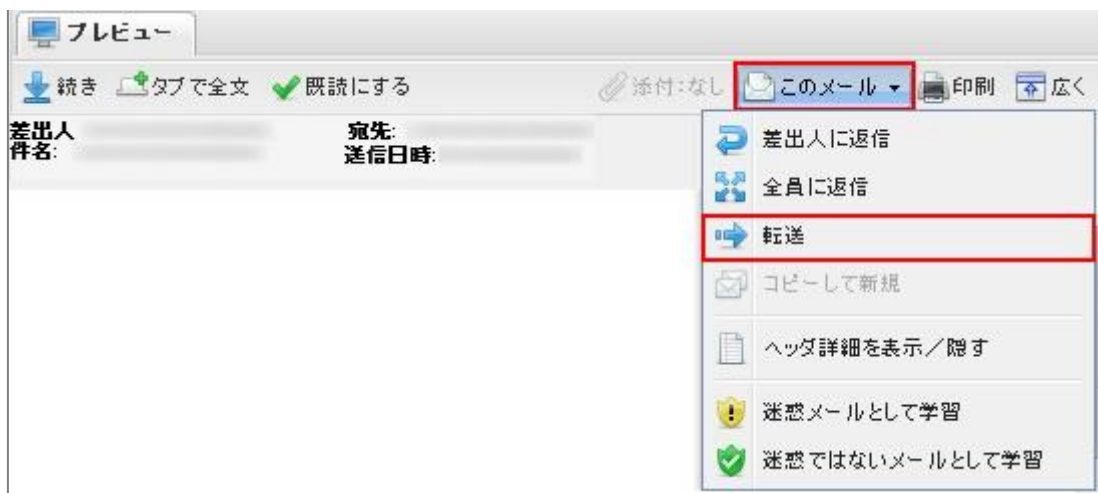 プレビュー
続き タブで全文 既読にする 添付:なし このメール 印刷 広く
差出人 宛先:
件名: 送信日時:
差出人に返信
全員に返信
転送
コピーして新規
ヘッダ詳細を表示／隠す
迷惑メールとして学習
迷惑ではないメールとして学習